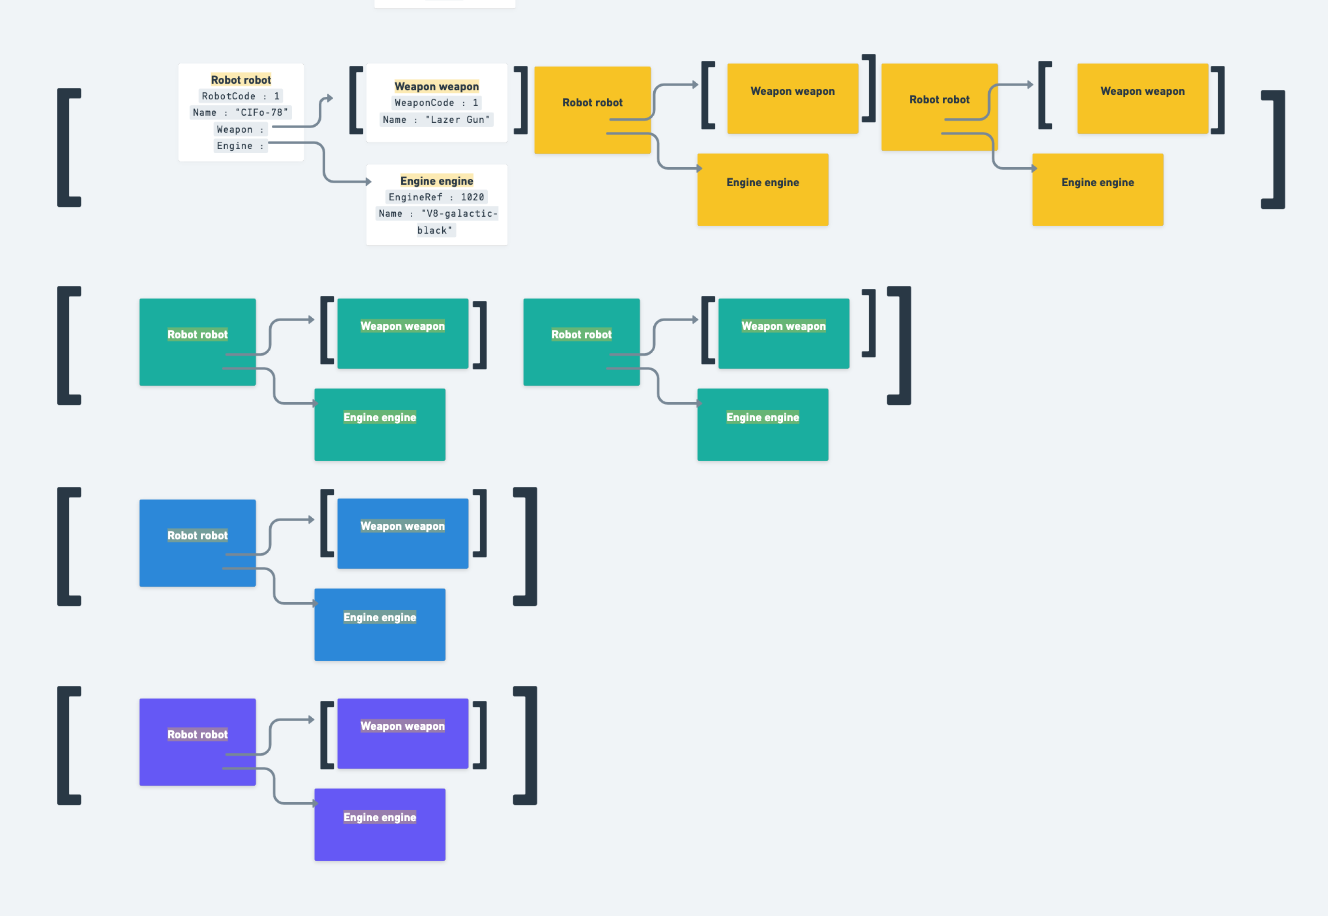 Robot robot
RobotCode : 1
Name : "CIFo-78"
Weapon :
Engine :
Weapon weapon
WeaponCode : 1
Name : "Lazer Gun"
Engine engine
EngineRef : 1020
Name : "V8-galactic-
black"
Robot robot
Weapon weapon
Engine engine
Robot robot
Weapon weapon
Engine engine
Robot robot
Weapon weapon
Engine engine
Robot robot
Weapon weapon
Engine engine
Robot robot
Weapon weapon
Engine engine
Robot robot
Weapon weapon
Engine engine